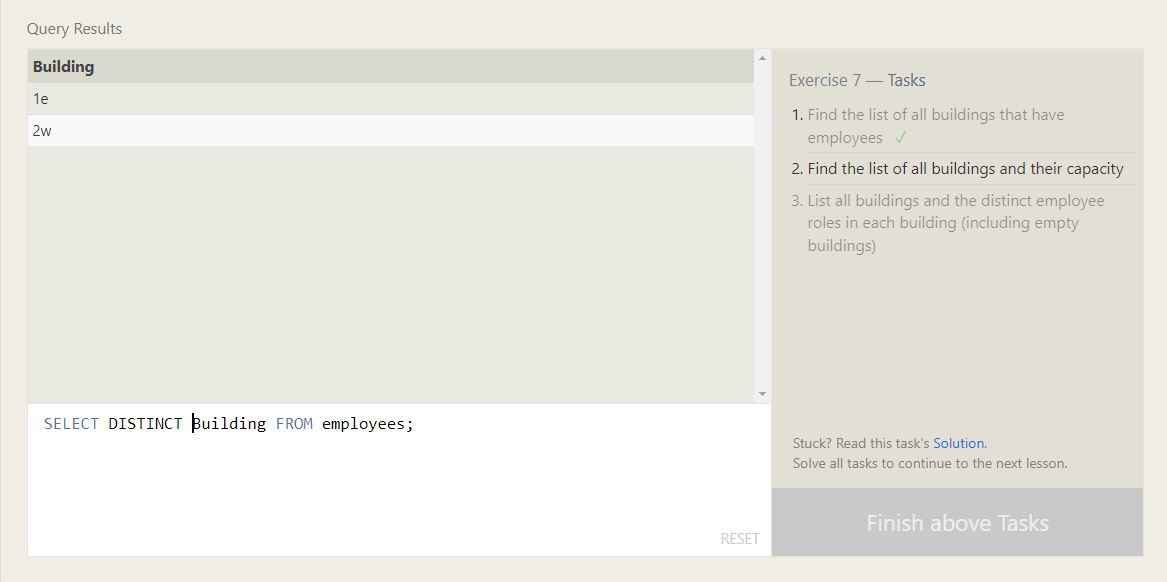 Query Results
Building
1e
2w
SELECT DISTINCT Building FROM employees;
RESET
Exercise 7 — Tasks
1. Find the list of all buildings that have
employees ✓
2. Find the list of all buildings and their capacity
3. List all buildings and the distinct employee
roles in each building (including empty
buildings)
Stuck? Read this task's Solution.
Solve all tasks to continue to the next lesson.
Finish above Tasks